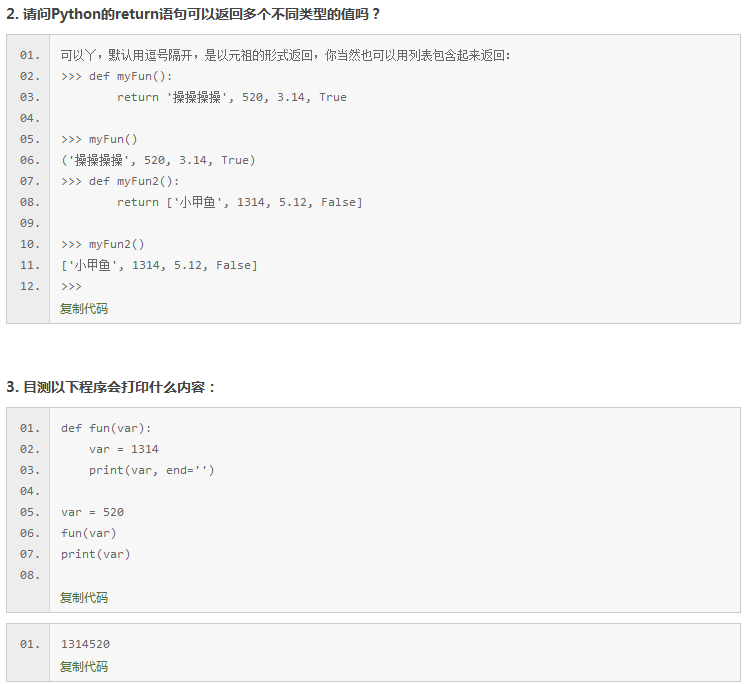 2. 请问Python的return语句可以返回多个不同类型的值吗？
01. 可以丫，默认用逗号隔开，是以元祖的形式返回，你当然也可以用列表包含起来返回：
02. >>> def myFun():
03.         return '操操操操', 520, 3.14, True
04.
05. >>> myFun()
06. ('操操操操', 520, 3.14, True)
07. >>> def myFun2():
08.         return ['小甲鱼', 1314, 5.12, False]
09.
10. >>> myFun2()
11. ['小甲鱼', 1314, 5.12, False]
12. >>>
复制代码
3. 目测以下程序会打印什么内容：
01. def fun(var):
02.     var = 1314
03.     print(var, end='')
04.
05. var = 520
06. fun(var)
07. print(var)
08.
复制代码
01. 1314520
复制代码